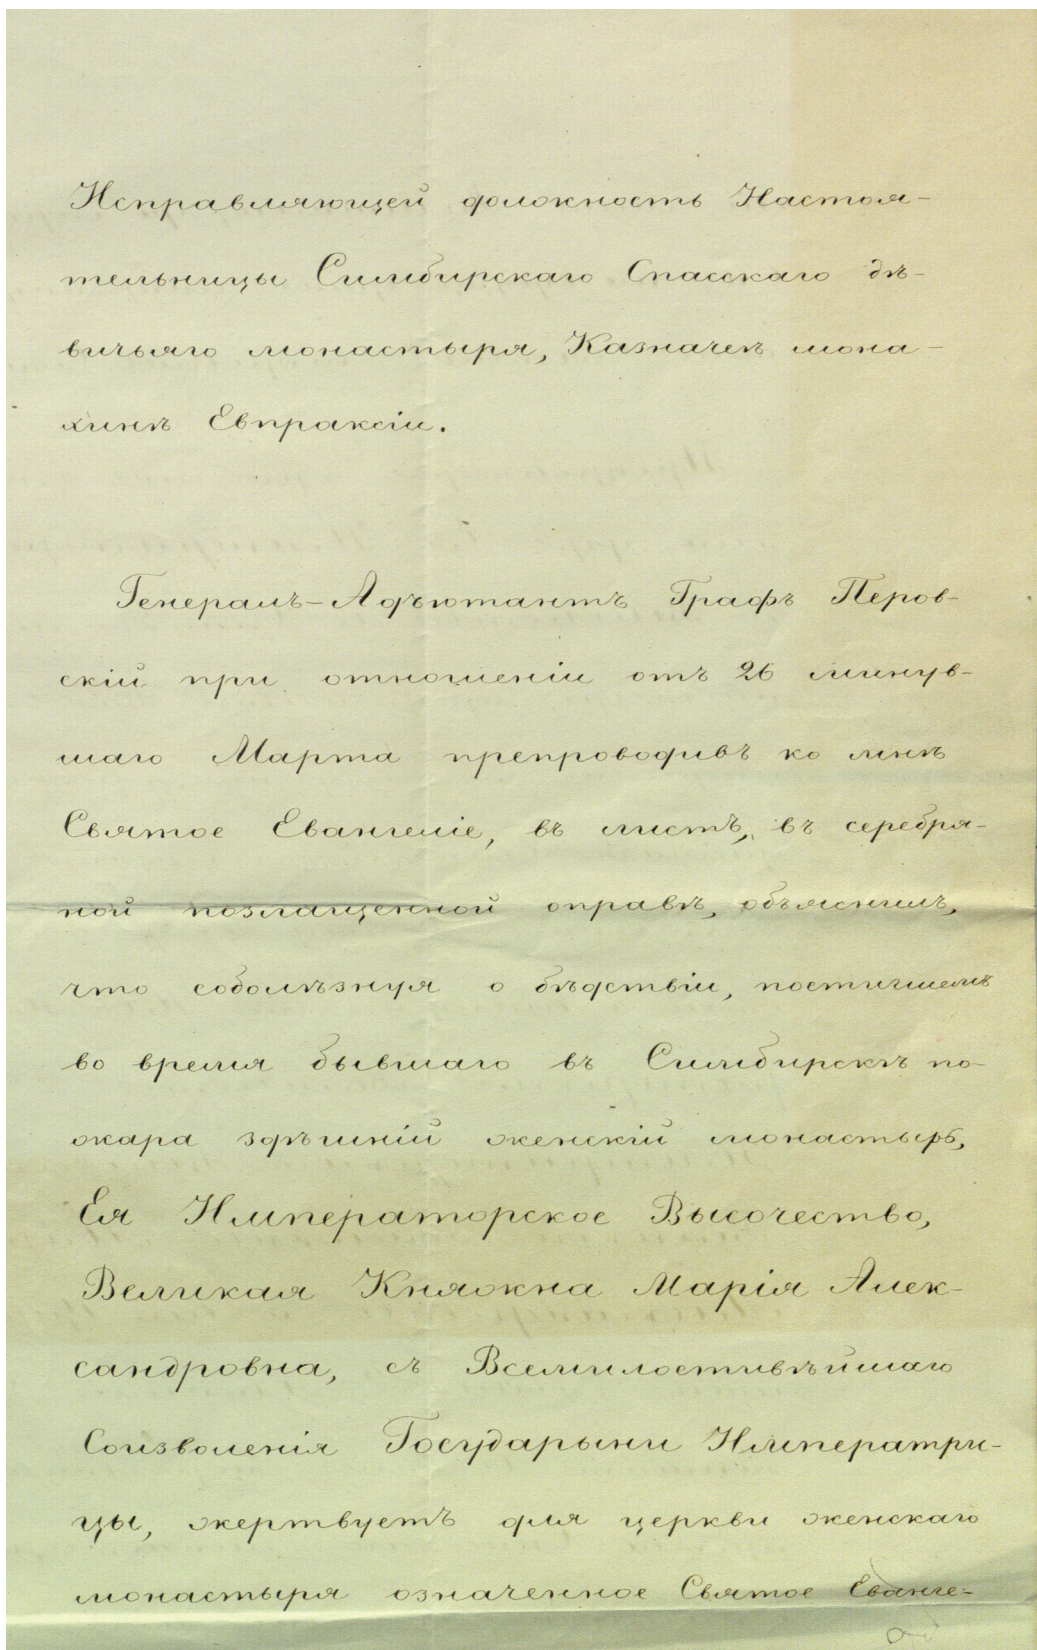 Исправляющей должность Настоя-
тельницы Симбирскаго Спасскаго дѣ-
вичьяго монастыря, Казначеѣ мона-
хинѣ Евпраксіи.
Генералъ-Адъютантъ Графъ Перов-
скій при отношеніи отъ 26 минув-
шаго Марта препроводивъ ко мнѣ
Святое Евангеліе, въ листъ, въ серебря-
ной позлащенной оправѣ, объяснилъ,
что соболѣзнуя о бѣдствіи, постигшемъ
во время бывшаго въ Симбирскѣ по-
жара здѣшній женскій монастырь,
Ея Императорское Высочество,
Великая Княжна Марія Алек-
сандровна, съ Всемилостивѣйшаго
Соизволенія Государыни Императри-
цы, жертвуетъ для церкви женскаго
монастыря означенное Святое Еванге-